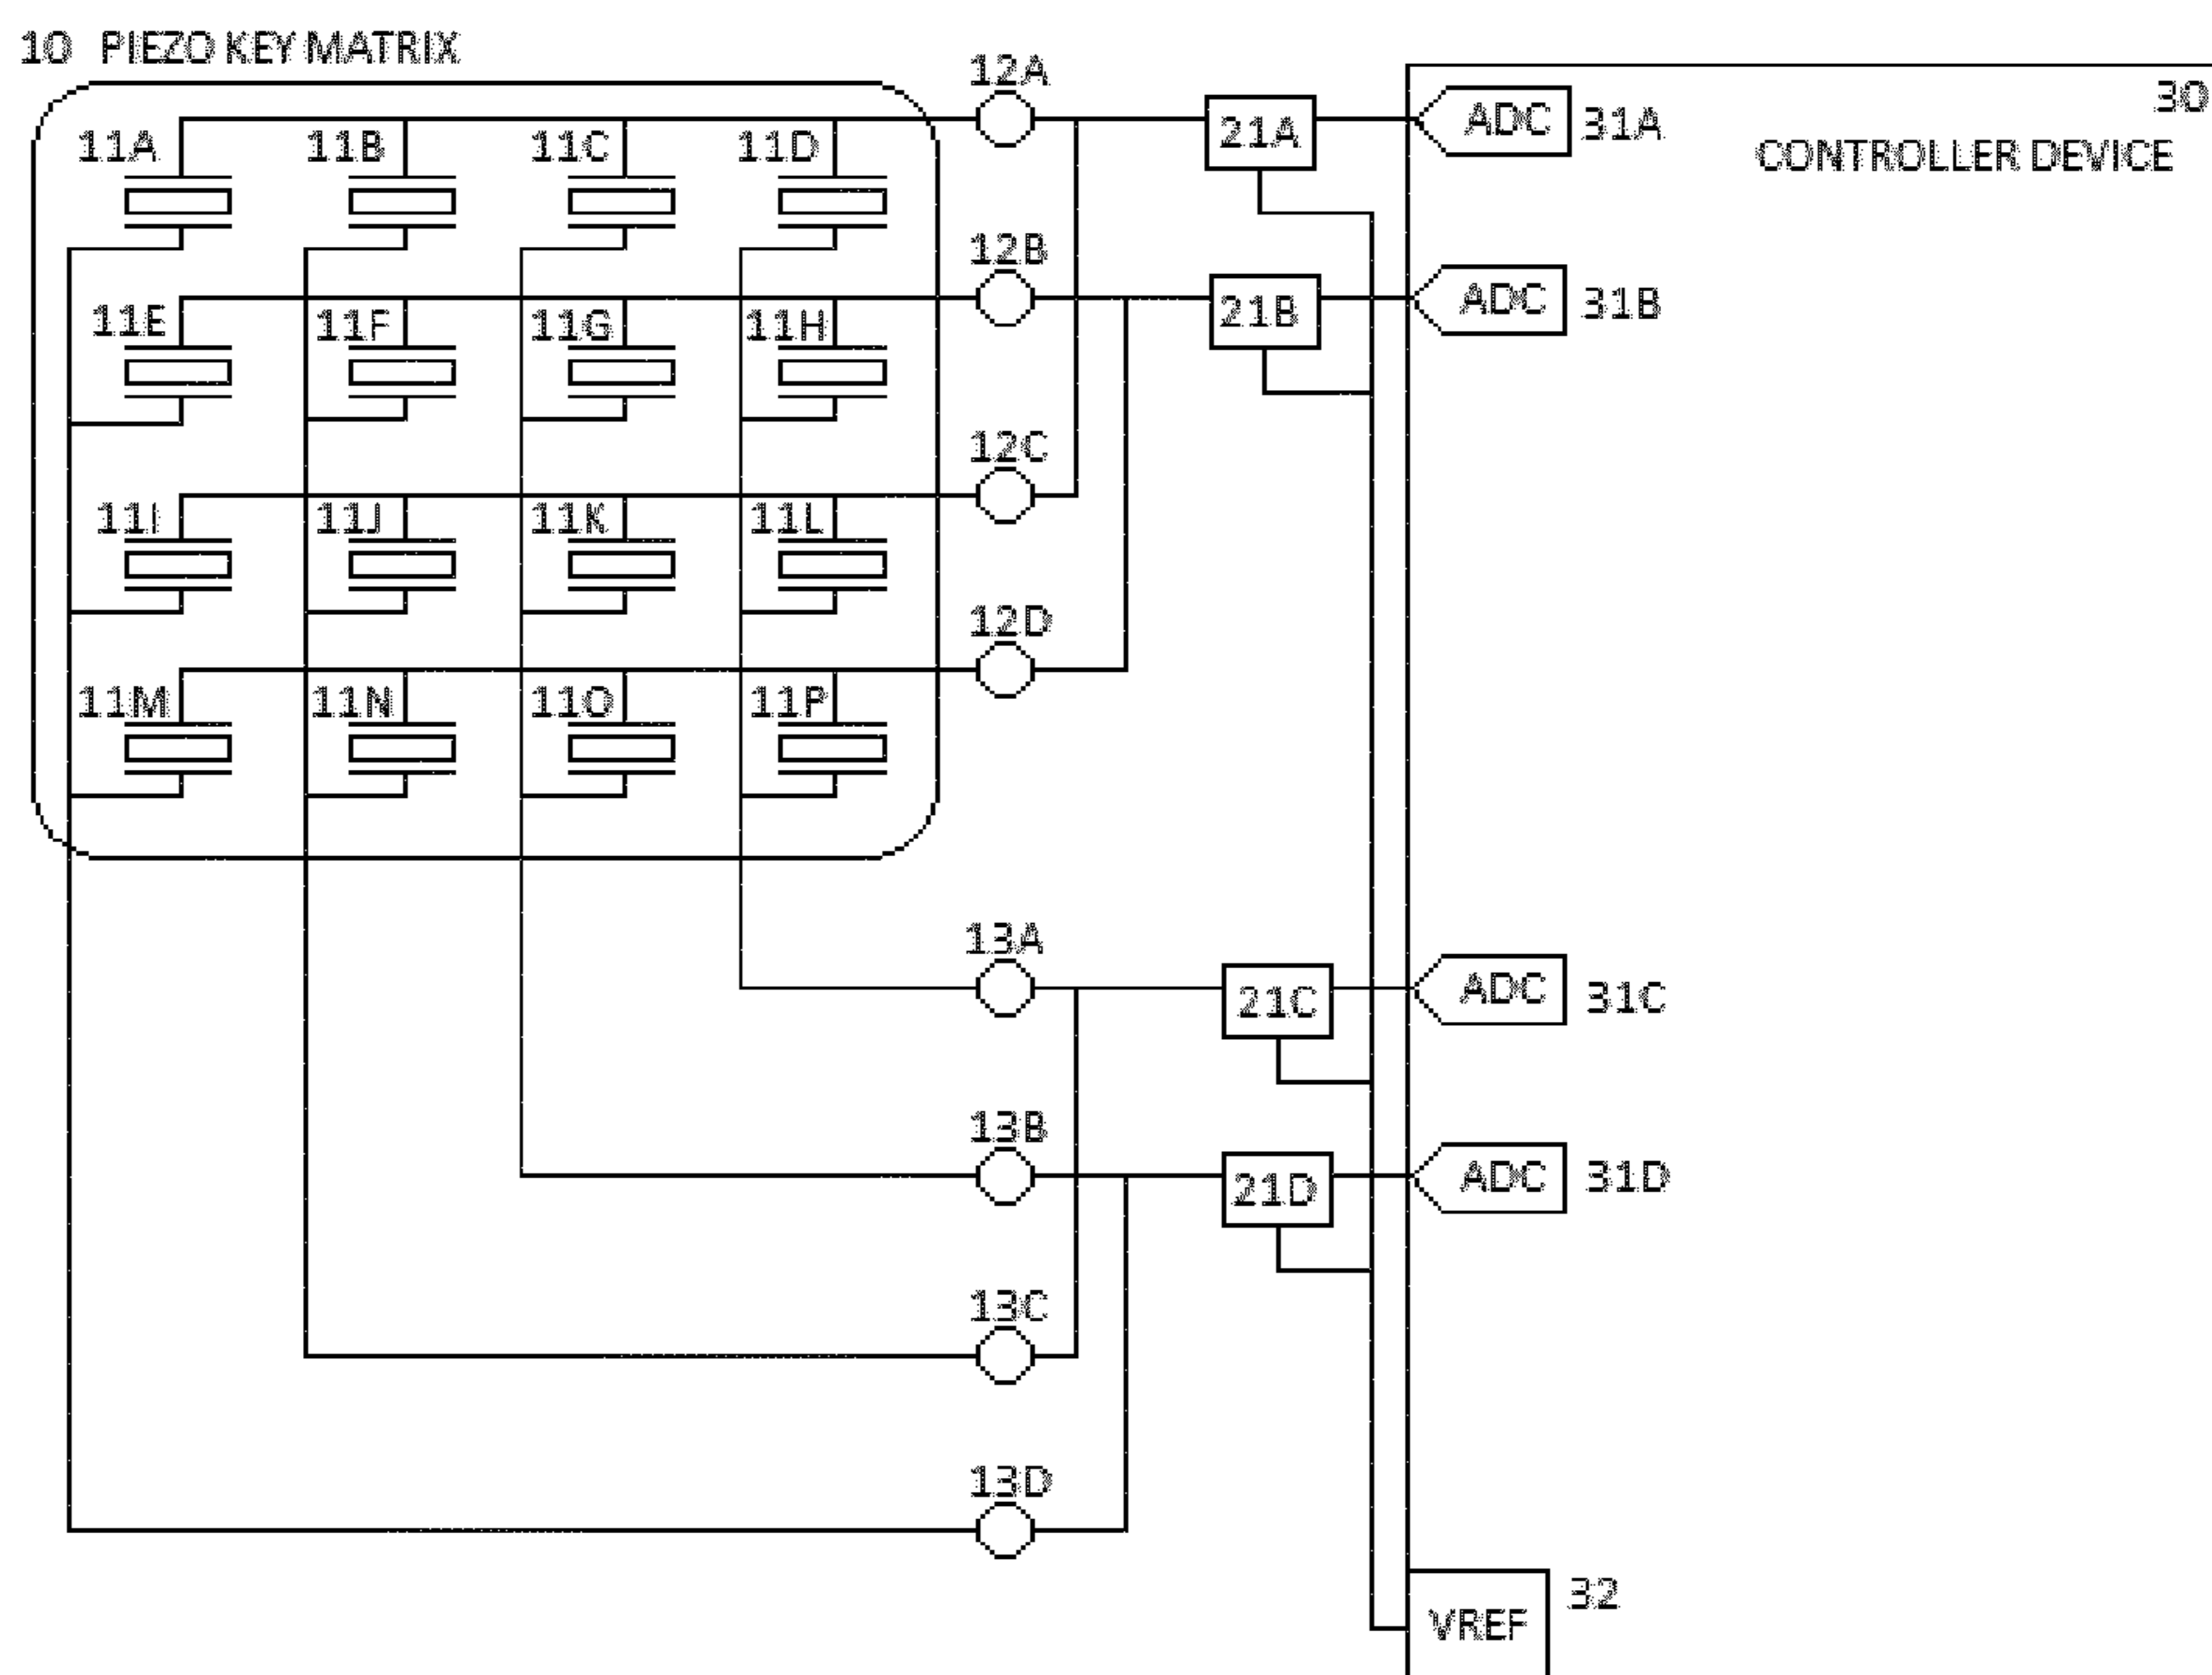 10 PIEZO KEY MATRIX
12A
30
ADC 31A
CONTROLLER DEVICE
11A 11B 11C 11D
21A
12B
ADC 31B
21B
11E 11F 11G 11H
12C
11I 11J 11K 11L
12D
11M 11N 11O 11P
13A
21C ADC 31C
13B
21D ADC 31D
13C
13D
32
VREF